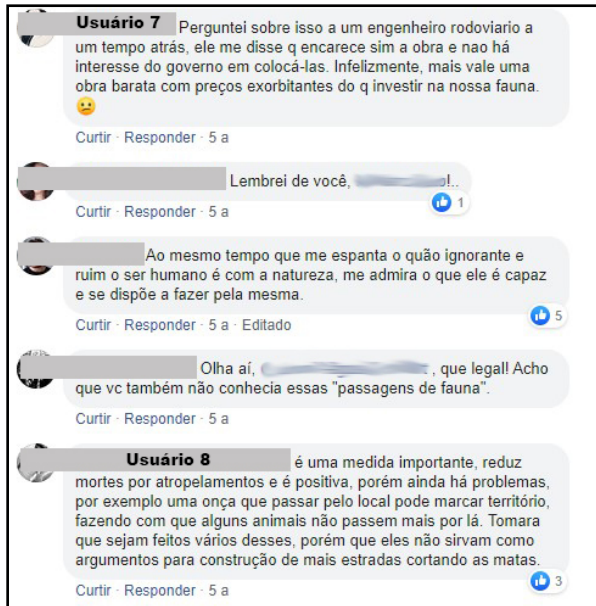 Usuário 7 Perguntei sobre isso a um engenheiro rodoviario a
um tempo atrás, ele me disse q encarece sim a obra e nao há
interesse do governo em colocá-las. Infelizmente, mais vale uma
obra barata com preços exorbitantes do q investir na nossa fauna.
Curtir · Responder · 5 a
Lembrei de você, !..
1
Curtir · Responder · 5 a
Ao mesmo tempo que me espanta o quão ignorante e
ruim o ser humano é com a natureza, me admira o que ele é capaz
e se dispõe a fazer pela mesma.
5
Curtir · Responder · 5 a · Editado
Olha aí, , que legal! Acho
que vc também não conhecia essas "passagens de fauna".
Curtir · Responder · 5 a
Usuário 8 é uma medida importante, reduz
mortes por atropelamentos e é positiva, porém ainda há problemas,
por exemplo uma onça que passar pelo local pode marcar território,
fazendo com que alguns animais não passem mais por lá. Tomara
que sejam feitos vários desses, porém que eles não sirvam como
argumentos para construção de mais estradas cortando as matas.
3
Curtir · Responder · 5 a